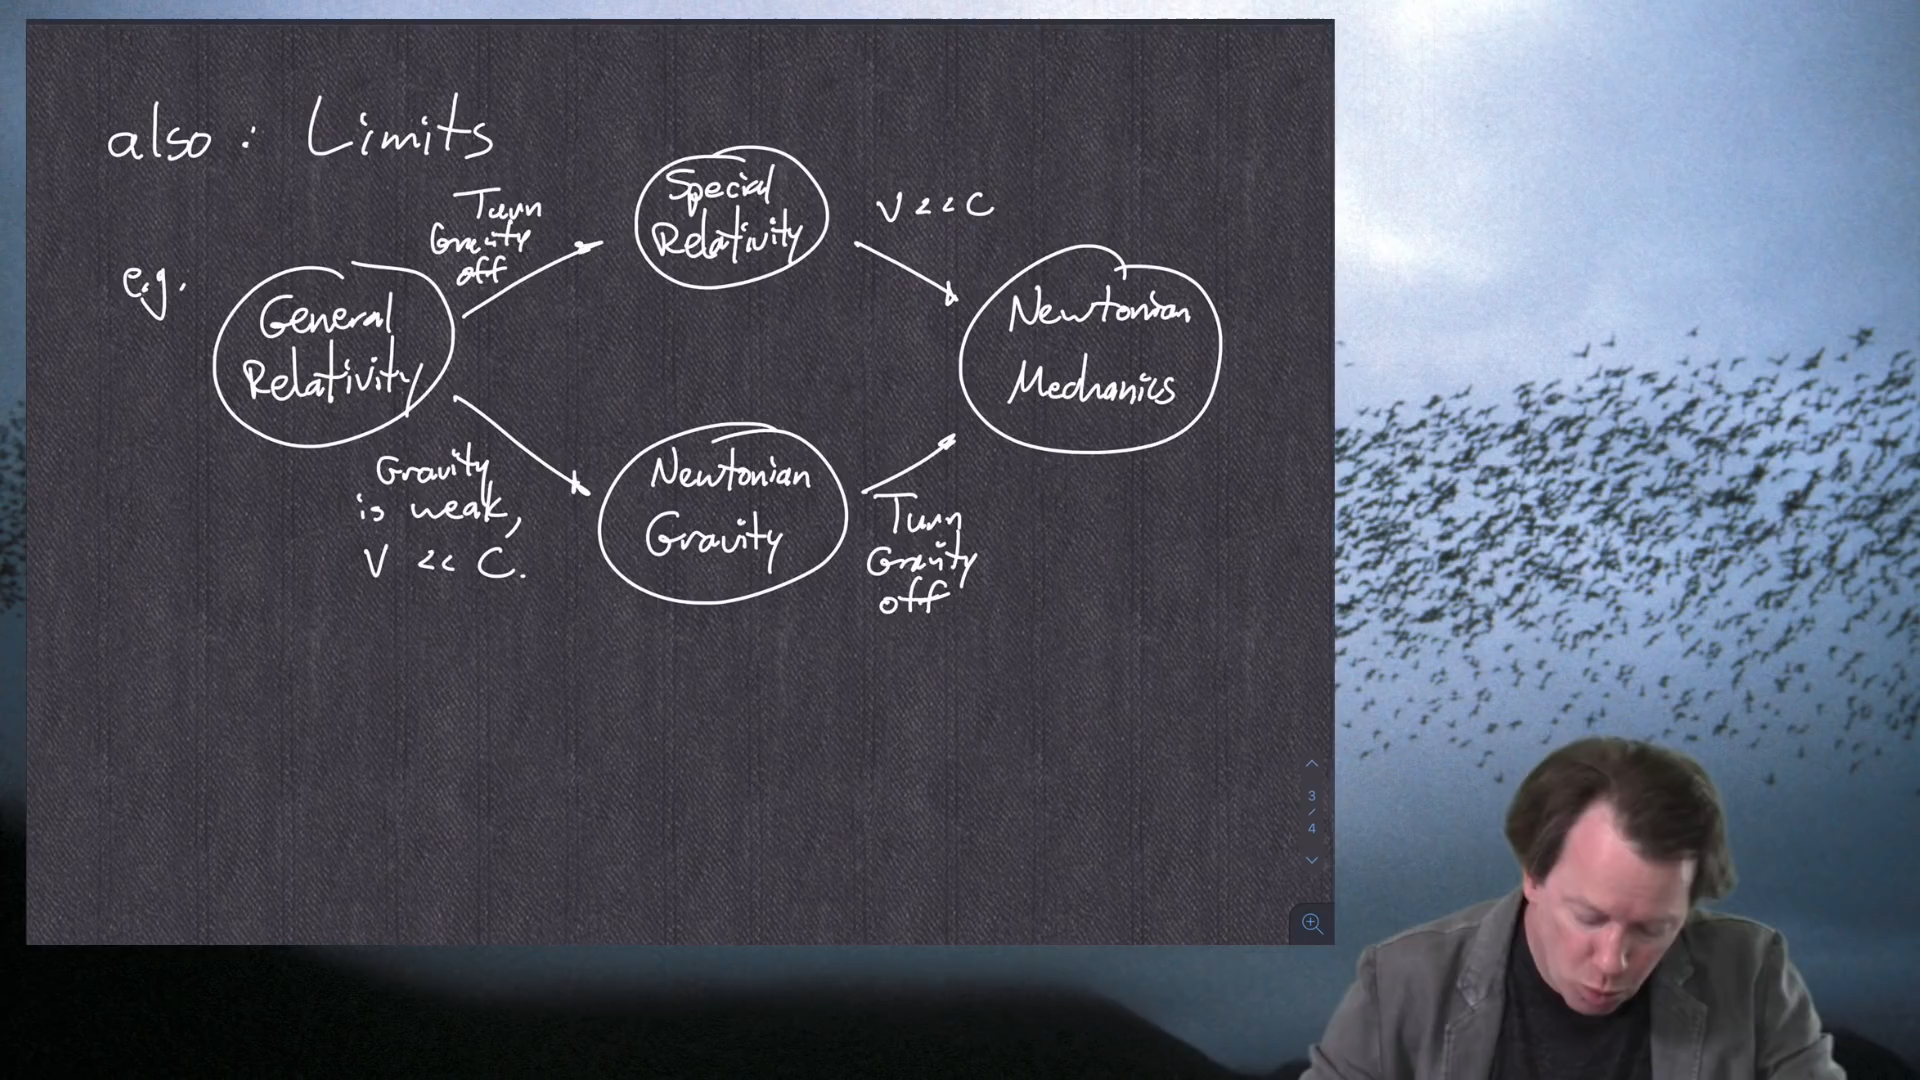 also : Limits
e.g.
General
Relativity
Turn
Gravity
off
Special
Relativity
V << C
Newtonian
Mechanics
Gravity
is weak,
V << C.
Newtonian
Gravity
Turn
Gravity
off
3
/
4